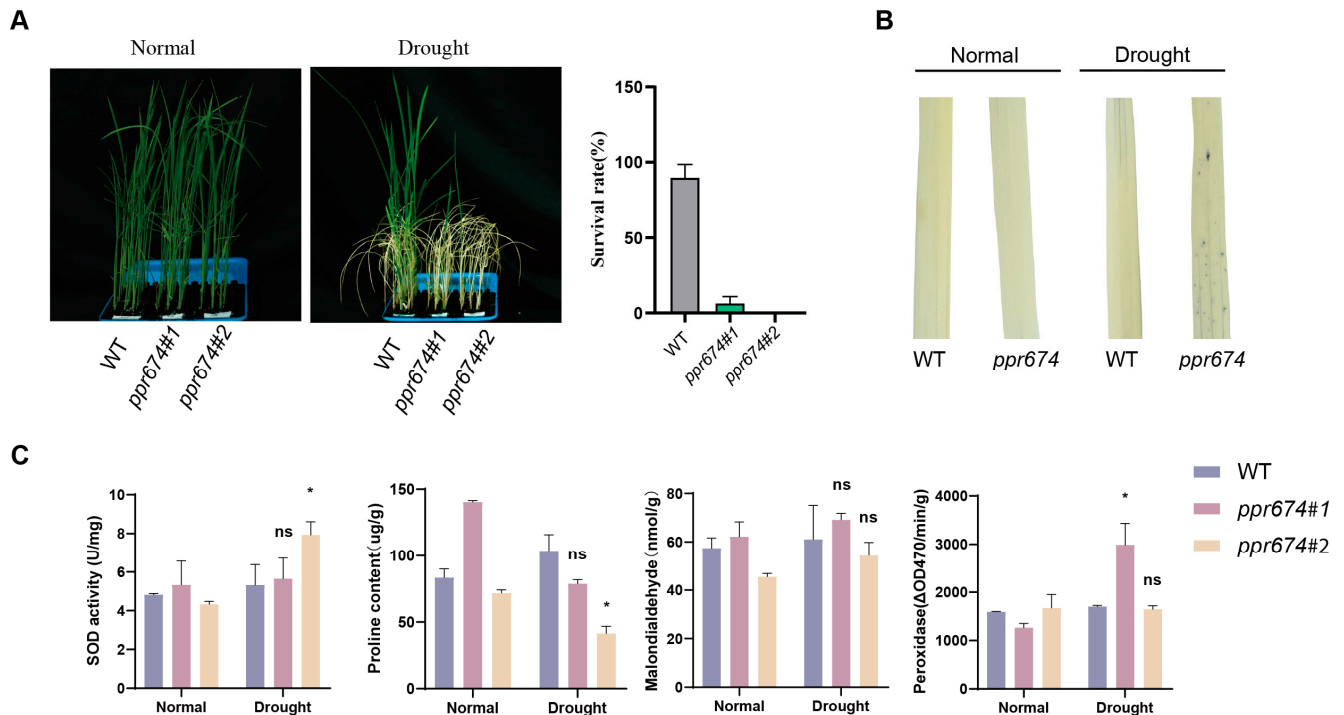 A
Normal
Drought
WT
ppr674#1
ppr674#2
WT
ppr674#1
ppr674#2
Survival rate(%)
150
100
50
0
WT
ppr674#1
ppr674#2
B
Normal
Drought
WT
ppr674
WT
ppr674
C
SOD activity (U/mg)
10
8
6
4
2
0
ns
*
Normal
Drought
Proline content(ug/g)
150
100
50
0
ns
*
Normal
Drought
Malondialdehyde(nmol/g)
80
60
40
20
0
ns
ns
Normal
Drought
Peroxidase(ΔOD470/min/g)
4000
3000
2000
1000
0
*
ns
Normal
Drought
WT
ppr674#1
ppr674#2